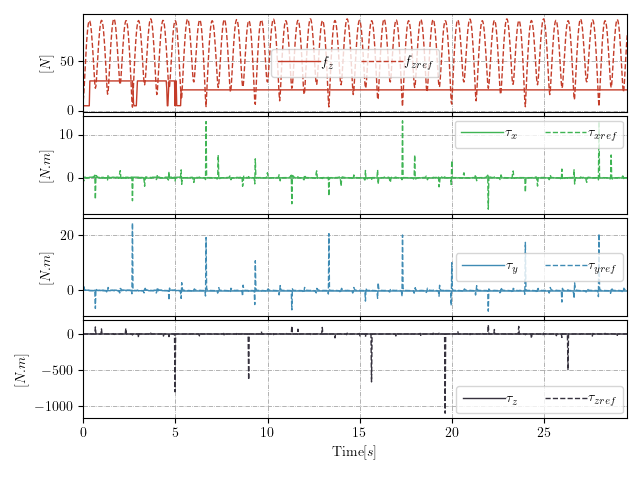 [N]
50
0
f_z f_zref
[N.m]
10
0
τ_x τ_xref
[N.m]
20
0
τ_y τ_yref
[N.m]
0
−500
−1000
τ_z τ_zref
0 5 10 15 20 25
Time[s]